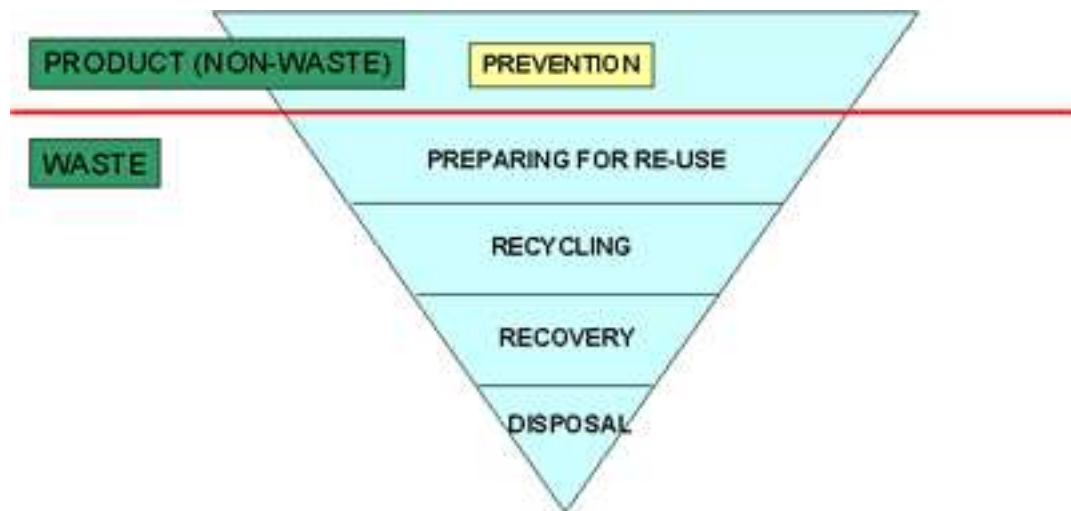 PRODUCT (NON-WASTE)
PREVENTION
WASTE
PREPARING FOR RE-USE
RECYCLING
RECOVERY
DISPOSAL